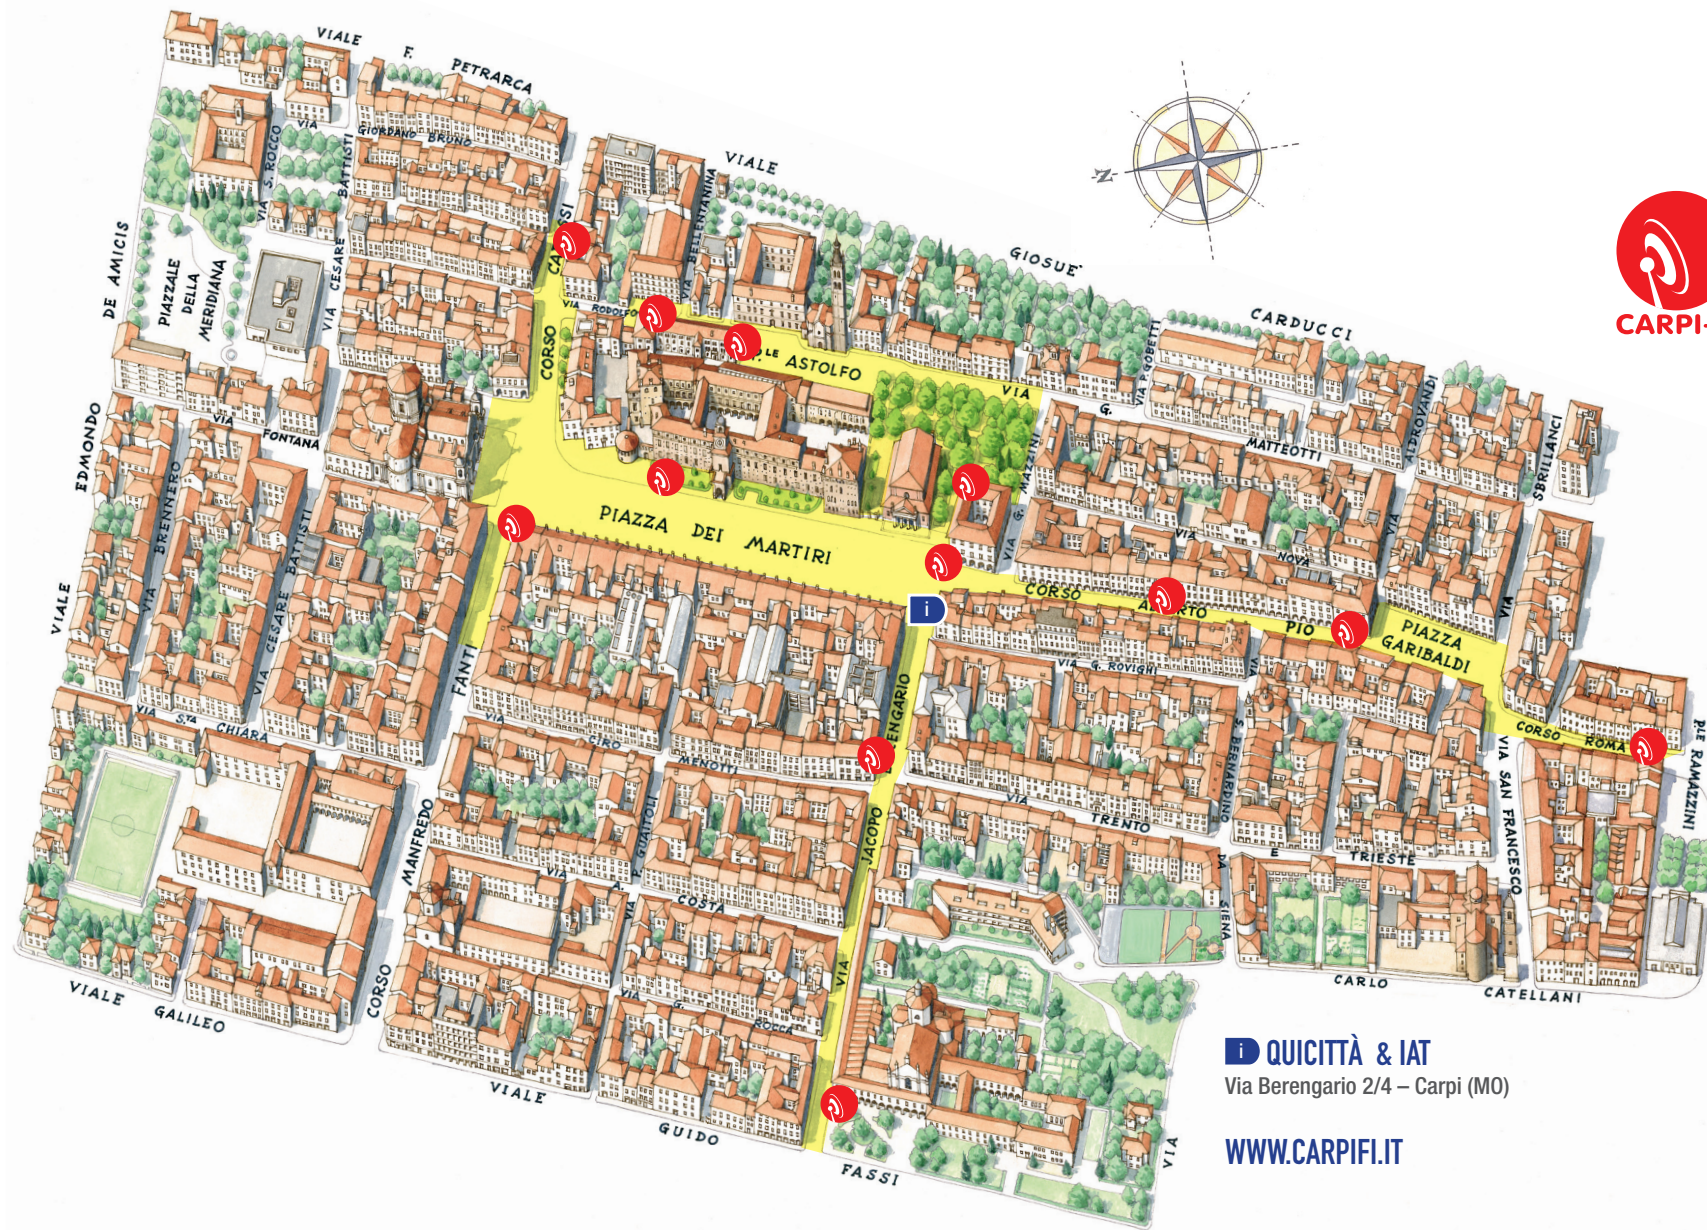 VIALE F. PETRARCA
VIA GIORDANO BRUNO
VIA S. ROCCO
VIA CESARE BATTISTI
VIALE
VIA BELLENTANINA
N
GIOSUE'
CARDUCCI
CARPI-
DE AMICIS
PIAZZALE
DELLA
MERIDIANA
CORSO
VIA RODOLFO
P.LE ASTOLFO
VIA
VIA P. GOBETTI
G.
MATTEOTTI
VIA ALDROVANDI
SBRILLANCI
VIA
EDMONDO
VIALE
VIA FONTANA
VIA BRENNERO
VIA CESARE BATTISTI
VIA G. MAZZINI
PIAZZA DEI MARTIRI
VIA NOVA
i
CORSO
PIO
PIAZZA
GARIBALDI
VIA G. ROVIGHI
CORSO ROMA
P.LE RAMAZZINI
VIA S.TA CHIARA
CORSO MANFREDO FANTI
VIA CIRO MENOTTI
VIA P. GUAITOLI
VIA JACOPO
VIA TRENTO
E TRIESTE
VIA S. BERNARDINO DA SIENA
VIA SAN FRANCESCO
VIA A. COSTA
CARLO CATELLANI
VIA G. ROCCA
VIALE GALILEO
VIALE GUIDO FASSI
VIA
i QUICITTÀ & IAT
Via Berengario 2/4 – Carpi (MO)
WWW.CARPIFI.IT